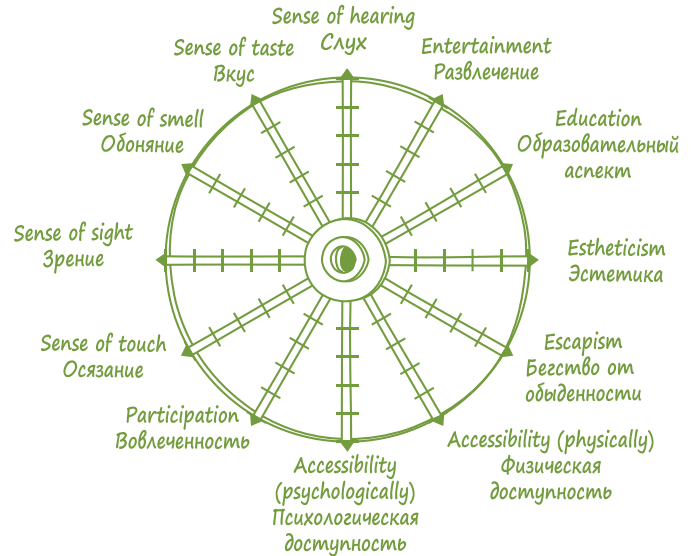 Sense of hearing
Слух
Entertainment
Развлечение
Education
Образовательный
аспект
Estheticism
Эстетика
Escapism
Бегство от
обыденности
Accessibility (physically)
Физическая
доступность
Accessibility
(psychologically)
Психологическая
доступность
Participation
Вовлеченность
Sense of touch
Осязание
Sense of sight
Зрение
Sense of smell
Обоняние
Sense of taste
Вкус